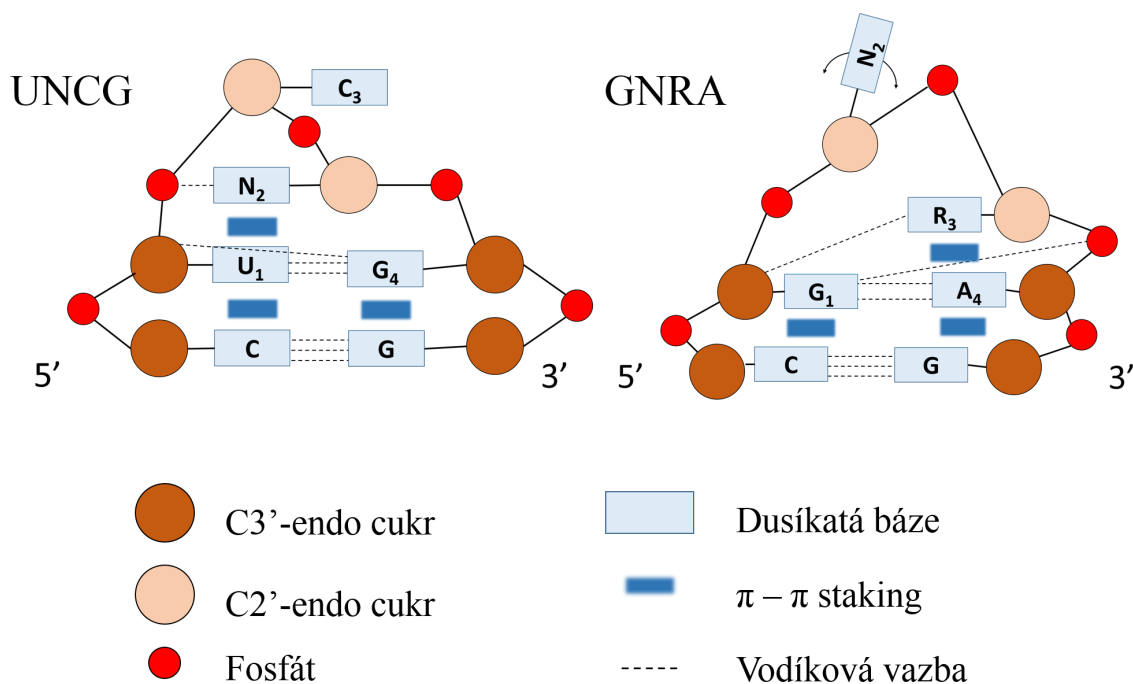 UNCG
C₃
N₂
U₁
G₄
C
G
5’
3’
GNRA
N₂
R₃
G₁
A₄
C
G
5’
3’
C3’-endo cukr
C2’-endo cukr
Fosfát
Dusíkatá báze
π – π staking
Vodíková vazba